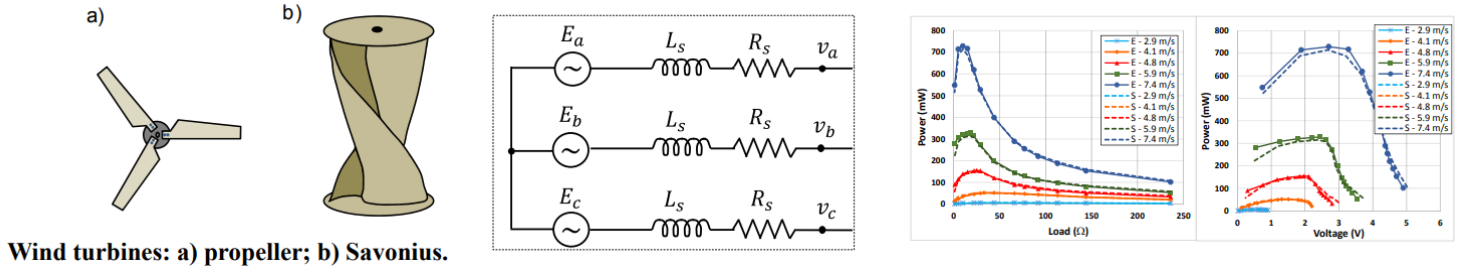 a)
b)
Wind turbines: a) propeller; b) Savonius.
E_a
L_s
R_s
v_a
E_b
L_s
R_s
v_b
E_c
L_s
R_s
v_c
800
700
600
500
400
300
200
100
0
Power (mW)
0
50
100
150
200
250
Load (Ω)
E - 2.9 m/s
E - 4.1 m/s
E - 4.8 m/s
E - 5.9 m/s
E - 7.4 m/s
S - 2.9 m/s
S - 4.1 m/s
S - 4.8 m/s
S - 5.9 m/s
S - 7.4 m/s
800
700
600
500
400
300
200
100
0
Power (mW)
0
1
2
3
4
5
6
Voltage (V)
E - 2.9 m/s
E - 4.1 m/s
E - 4.8 m/s
E - 5.9 m/s
E - 7.4 m/s
S - 2.9 m/s
S - 4.1 m/s
S - 4.8 m/s
S - 5.9 m/s
S - 7.4 m/s